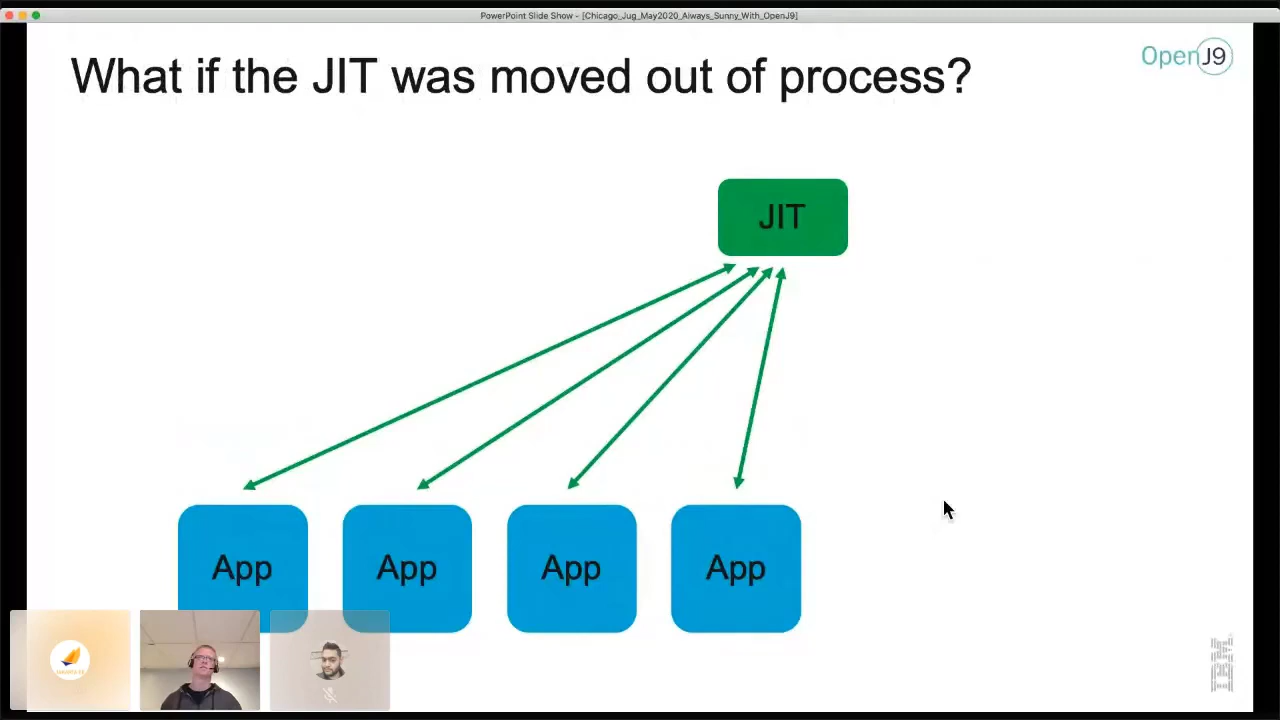 PowerPoint Slide Show - [Chicago_Jug_May2020_Always_Sunny_With_OpenJ9]
What if the JIT was moved out of process?
OpenJ9
JIT
App
App
App
App
IBM